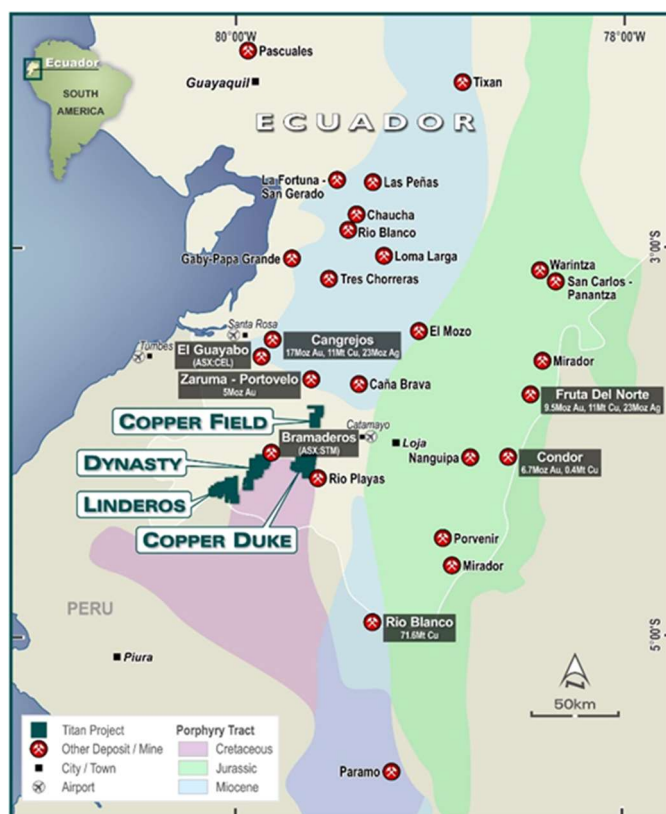 80°00'W
78°00'W
Ecuador
SOUTH
AMERICA
Pascuales
Guayaquil
Tixan
ECUADOR
La Fortuna -
San Gerado
Las Peñas
Chaucha
Rio Blanco
Gaby-Papa Grande
Loma Larga
3°00'S
Tres Chorreras
Warintza
San Carlos -
Panantza
Santa Rosa
Tumbes
El Guayabo
(ASX:CEL)
Cangrejos
17Moz Au, 11Mt Cu, 23Moz Ag
El Mozo
Mirador
Zaruma - Portovelo
5Moz Au
Caña Brava
Fruta Del Norte
9.5Moz Au, 11Mt Cu, 23Moz Ag
COPPER FIELD
Catamayo
Bramaderos
(ASX:STM)
Loja
DYNASTY
Nanguipa
Condor
6.7Moz Au, 0.4Mt Cu
LINDEROS
Rio Playas
COPPER DUKE
Porvenir
Mirador
PERU
Rio Blanco
71.6Mt Cu
5°00'S
Piura
50km
Titan Project
Other Deposit / Mine
City / Town
Airport
Porphyry Tract
Cretaceous
Jurassic
Miocene
Paramo